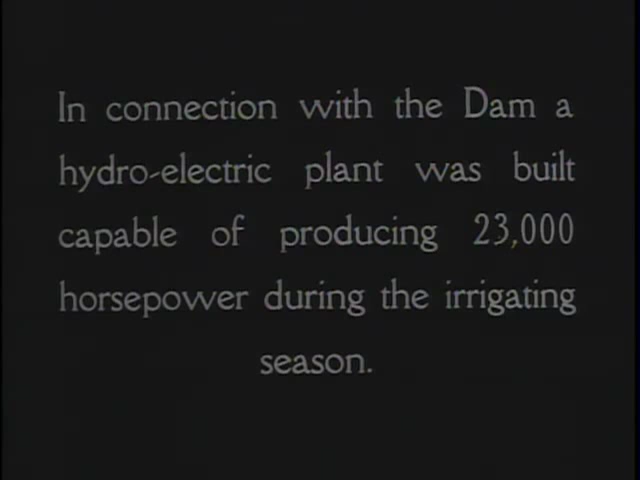 In connection with the Dam a
hydro-electric plant was built
capable of producing 23,000
horsepower during the irrigating
season.